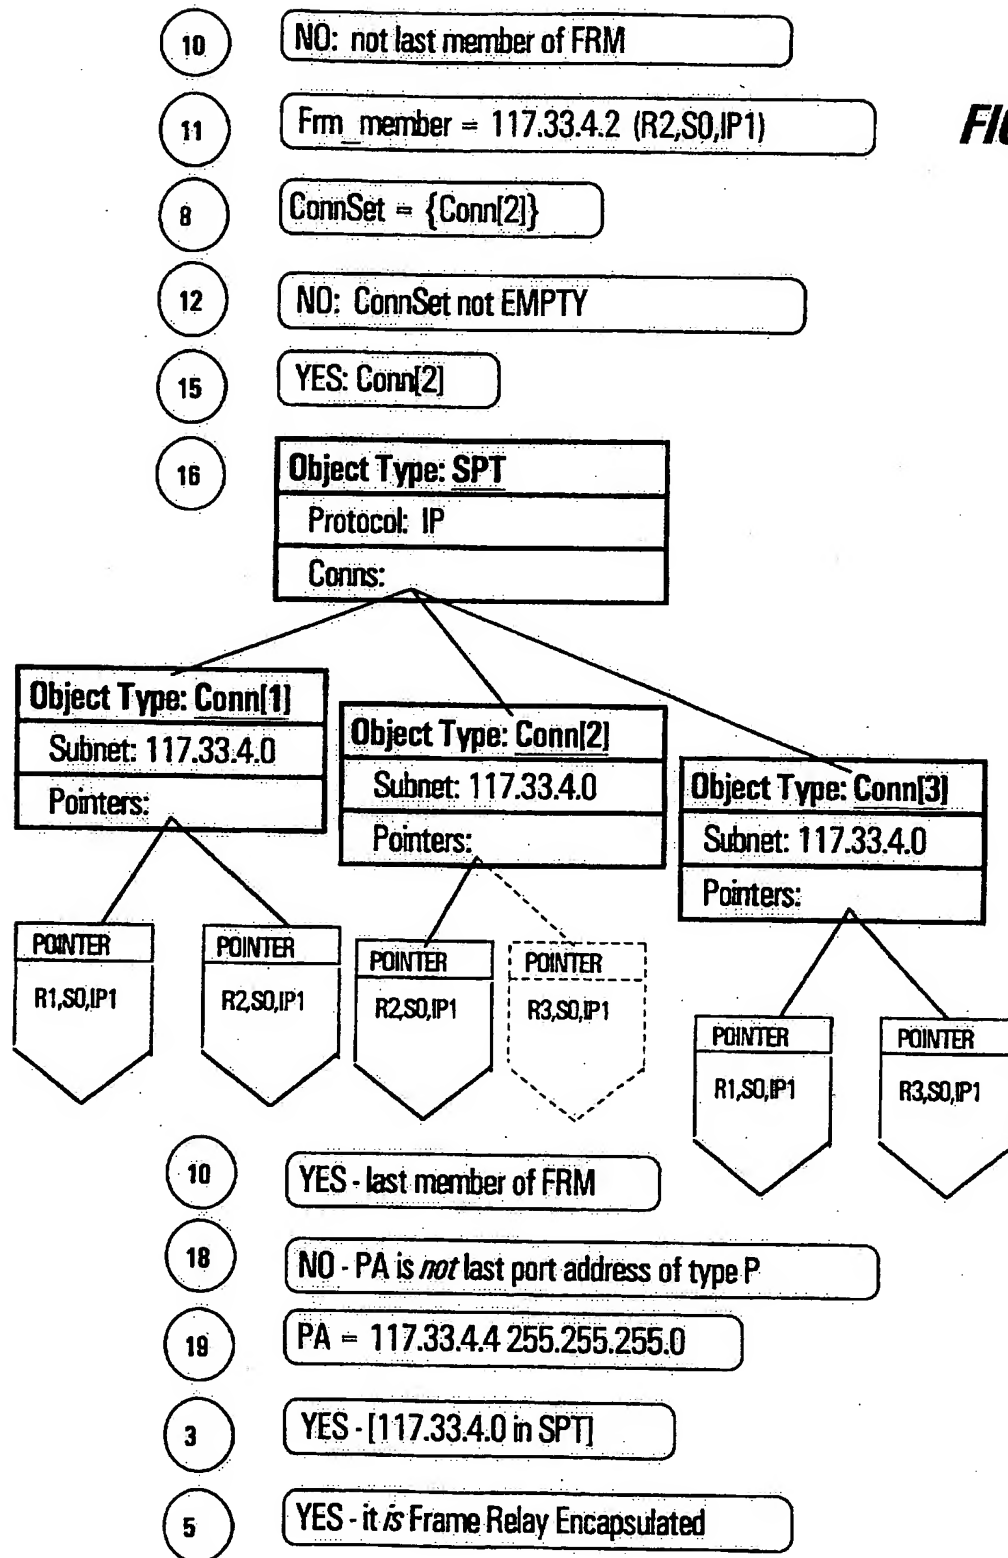 10
NO: not last member of FRM
11
Frm_member = 117.33.4.2 (R2,S0,IP1)
FIG
8
ConnSet = {Conn[2]}
12
NO: ConnSet not EMPTY
15
YES: Conn[2]
16
Object Type: SPT
Protocol: IP
Conns:
Object Type: Conn[1]
Subnet: 117.33.4.0
Pointers:
Object Type: Conn[2]
Subnet: 117.33.4.0
Pointers:
Object Type: Conn[3]
Subnet: 117.33.4.0
Pointers:
POINTER
R1,S0,IP1
POINTER
R2,S0,IP1
POINTER
R2,S0,IP1
POINTER
R3,S0,IP1
POINTER
R1,S0,IP1
POINTER
R3,S0,IP1
10
YES - last member of FRM
18
NO - PA is not last port address of type P
19
PA = 117.33.4.4 255.255.255.0
3
YES - [117.33.4.0 in SPT]
5
YES - it is Frame Relay Encapsulated